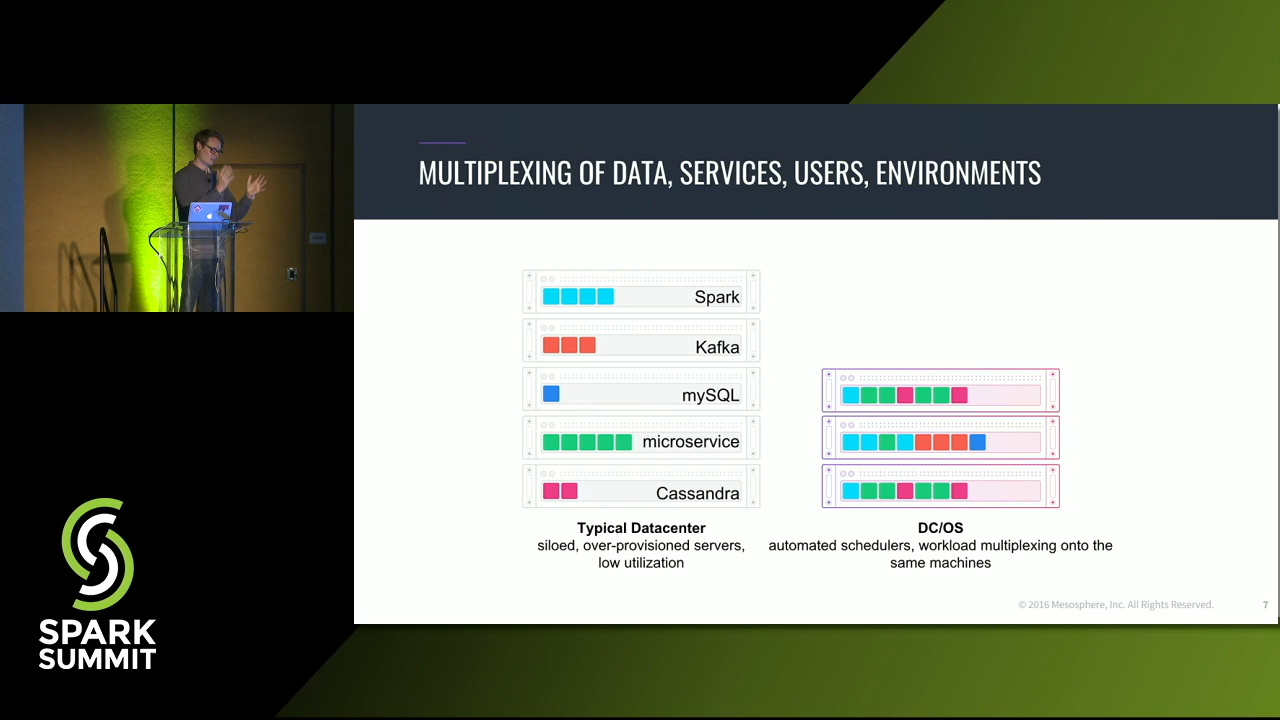 MULTIPLEXING OF DATA, SERVICES, USERS, ENVIRONMENTS
Spark
Kafka
mySQL
microservice
Cassandra
Typical Datacenter
siloed, over-provisioned servers,
low utilization
DC/OS
automated schedulers, workload multiplexing onto the
same machines
© 2016 Mesosphere, Inc. All Rights Reserved.
7
SPARK
SUMMIT